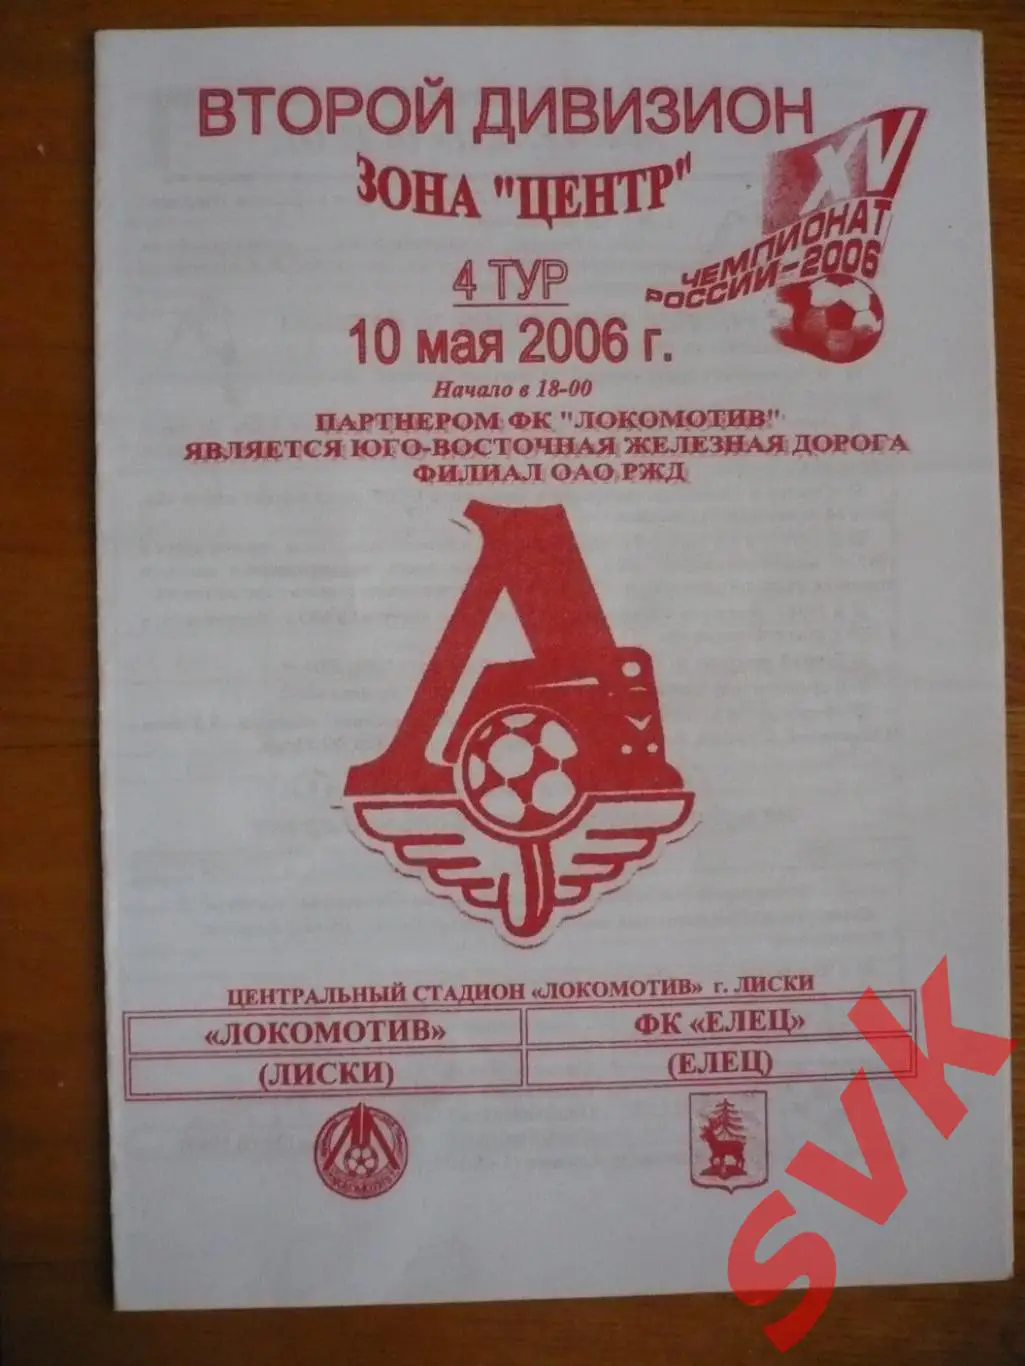 ВТОРОЙ ДИВИЗИОН
ЗОНА "ЦЕНТР"
XV
ЧЕМПИОНАТ
РОССИИ-2006
4 ТУР
10 мая 2006 г.
Начало в 18-00
ПАРТНЕРОМ ФК "ЛОКОМОТИВ"
ЯВЛЯЕТСЯ ЮГО-ВОСТОЧНАЯ ЖЕЛЕЗНАЯ ДОРОГА
ФИЛИАЛ ОАО РЖД
ЦЕНТРАЛЬНЫЙ СТАДИОН «ЛОКОМОТИВ» г. ЛИСКИ
«ЛОКОМОТИВ»
ФК «ЕЛЕЦ»
(ЛИСКИ)
(ЕЛЕЦ)
SVK